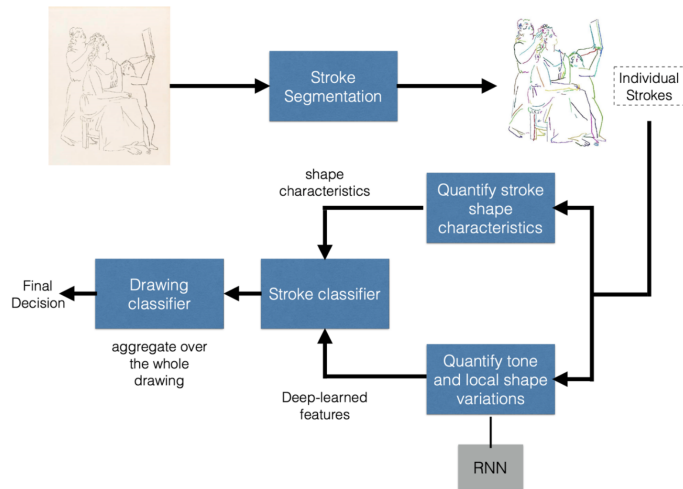 Stroke
Segmentation
Individual
Strokes
shape
characteristics
Quantify stroke
shape
characteristics
Final
Decision
Drawing
classifier
Stroke classifier
aggregate over
the whole
drawing
Deep-learned
features
Quantify tone
and local shape
variations
RNN